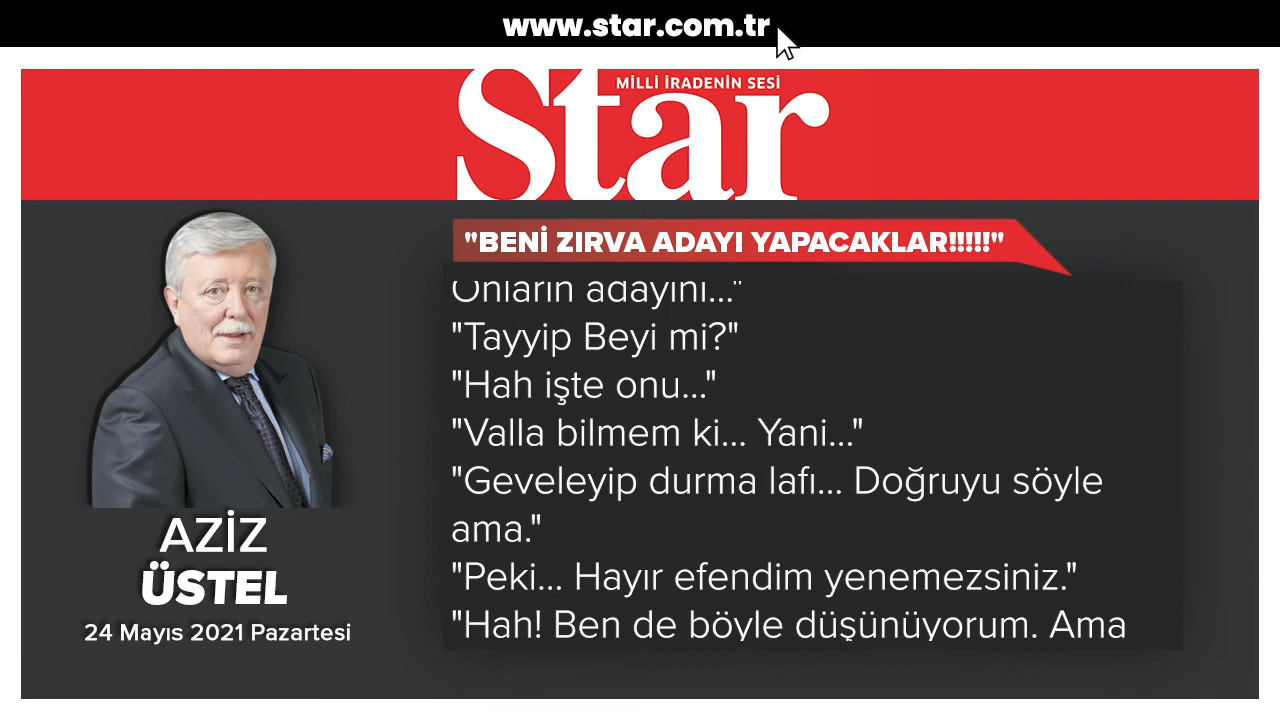 www.star.com.tr
MİLLİ İRADENİN SESİ
Star
"BENİ ZIRVA ADAYI YAPACAKLAR!!!!!"
Onların adayını..."
"Tayyip Beyi mi?"
"Hah işte onu..."
"Valla bilmem ki... Yani..."
"Geveleyip durma lafı... Doğruyu söyle
ama."
"Peki... Hayır efendim yenemezsiniz."
"Hah! Ben de böyle düşünüyorum. Ama
AZİZ
ÜSTEL
24 Mayıs 2021 Pazartesi